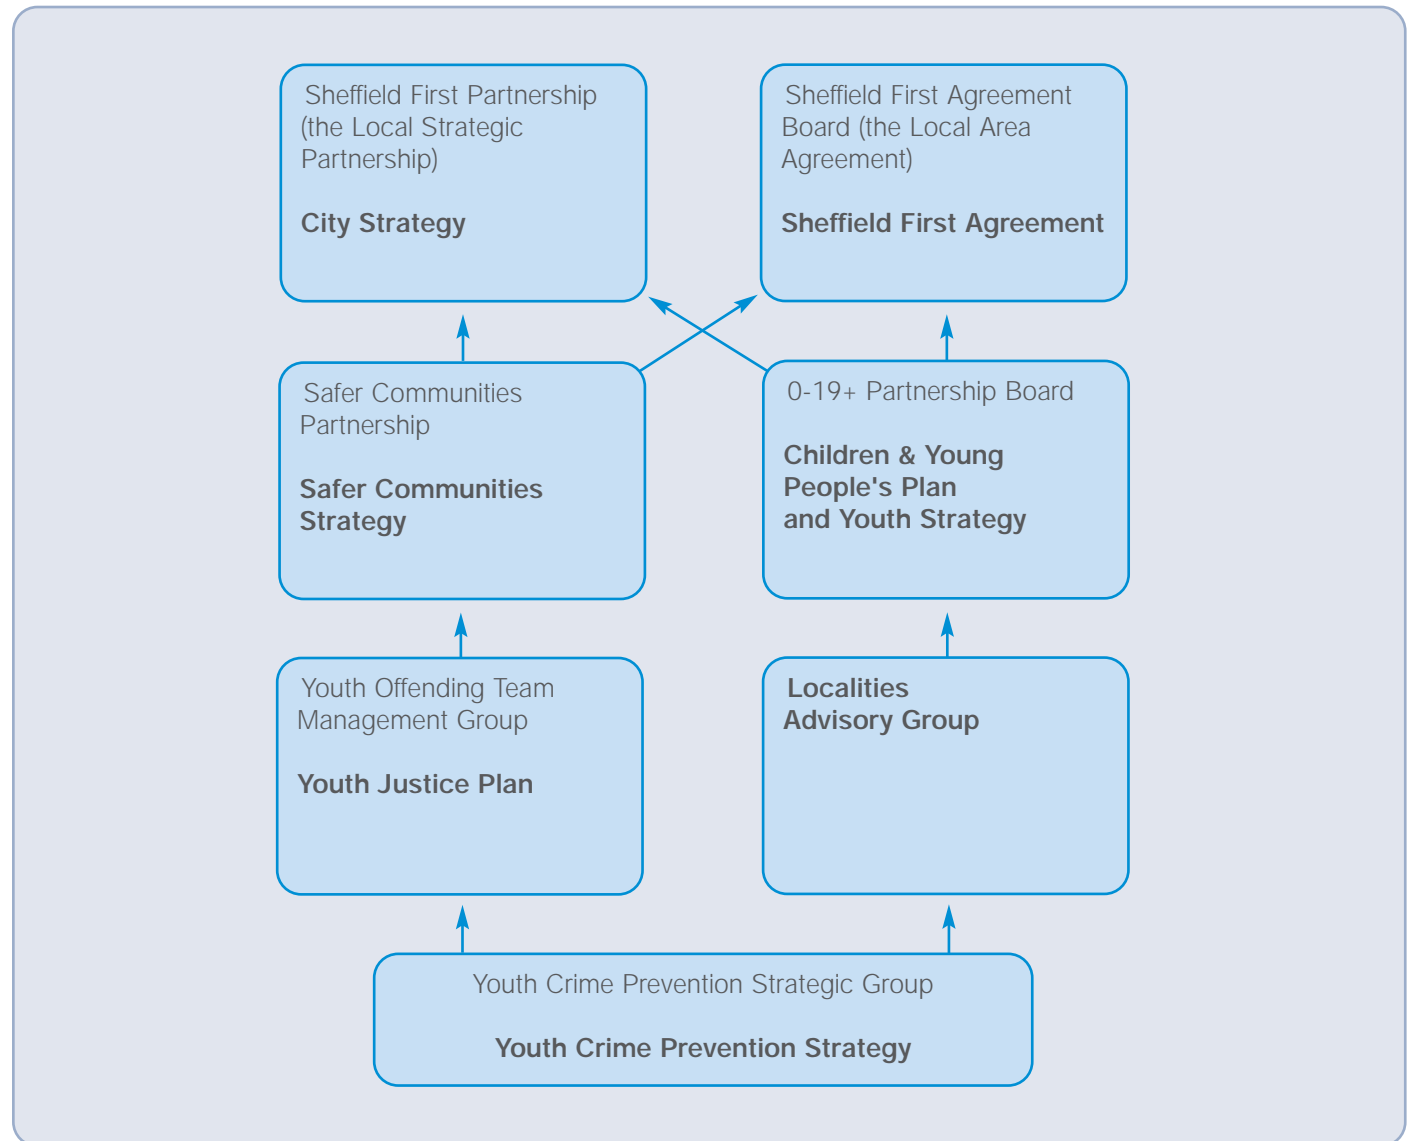 Sheffield First Partnership
(the Local Strategic
Partnership)
City Strategy
Sheffield First Agreement
Board (the Local Area
Agreement)
Sheffield First Agreement
Safer Communities
Partnership
Safer Communities
Strategy
0-19+ Partnership Board
Children & Young
People's Plan
and Youth Strategy
Youth Offending Team
Management Group
Youth Justice Plan
Localities
Advisory Group
Youth Crime Prevention Strategic Group
Youth Crime Prevention Strategy